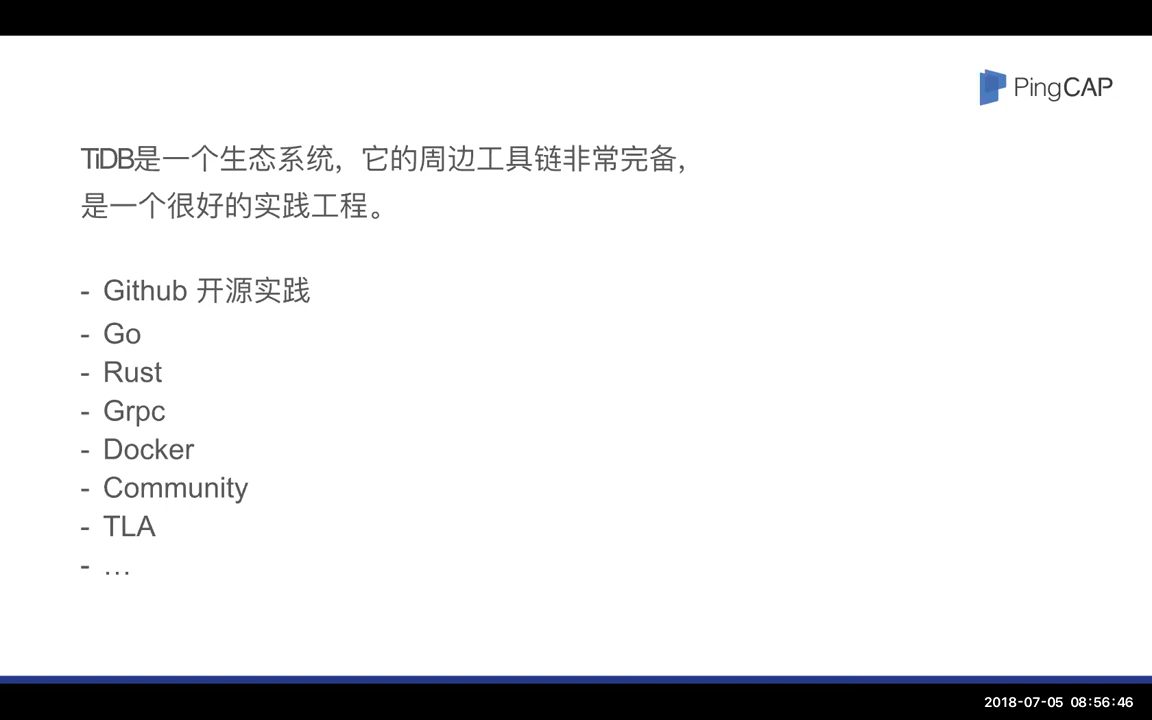 PingCAP
TiDB是一个生态系统，它的周边工具链非常完备，
是一个很好的实践工程。
- Github 开源实践
- Go
- Rust
- Grpc
- Docker
- Community
- TLA
- …
2018-07-05 08:56:46